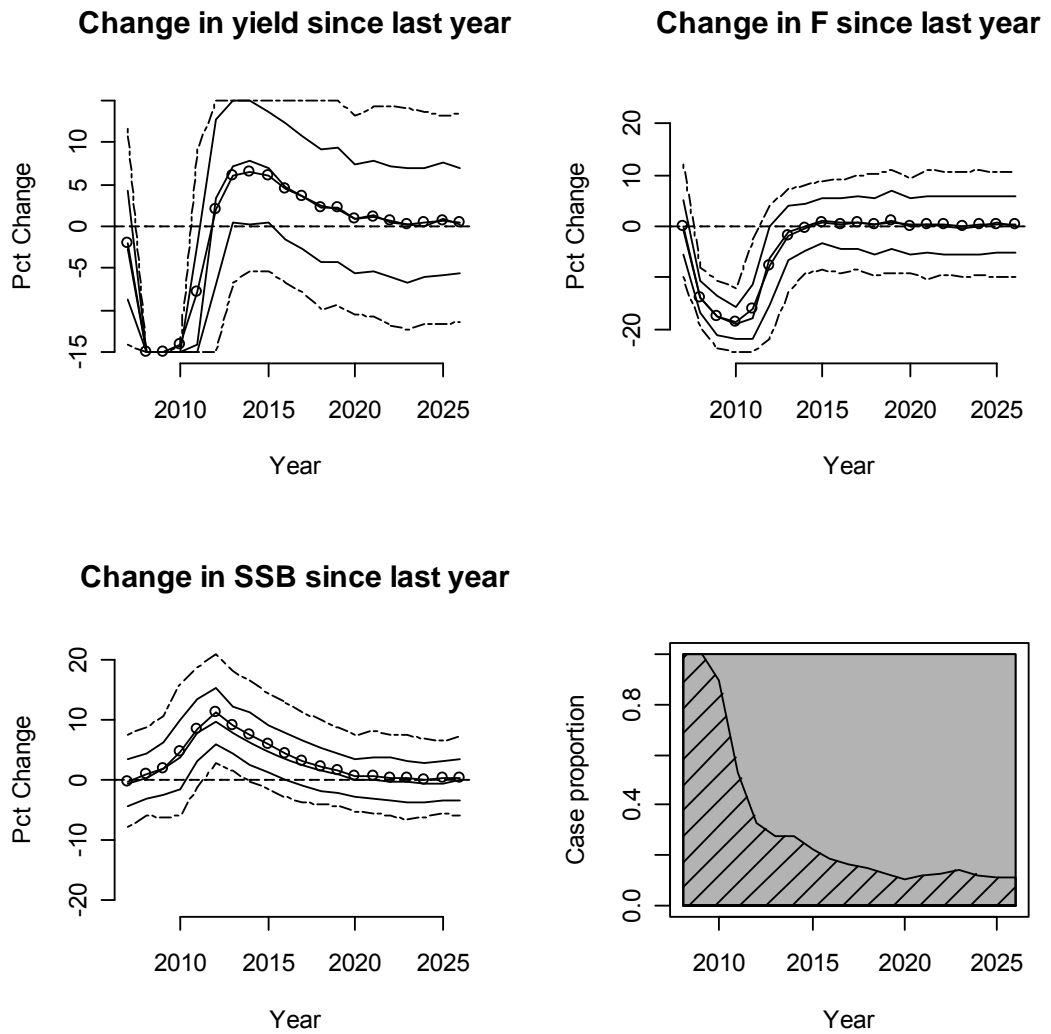 Change in yield since last year
Pct Change
10
5
0
-5
-15
2010 2015 2020 2025
Year
Change in F since last year
Pct Change
20
10
0
-20
2010 2015 2020 2025
Year
Change in SSB since last year
Pct Change
20
10
0
-10
-20
2010 2015 2020 2025
Year
Case proportion
0.8
0.4
0.0
2010 2015 2020 2025
Year